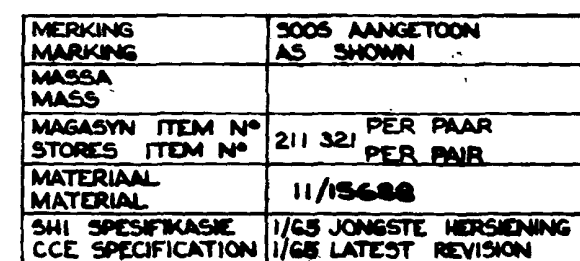 MERKING SOOS AANGETOON
MARKING AS SHOWN
MASSA
MASS
MAGASYN ITEM Nº 211 321 PER PAAR
STORES ITEM Nº PER PAIR
MATERIAAL 11/15688
MATERIAL
SHI SPESIFIKASIE 1/65 JONGSTE HERSIENING
CCE SPECIFICATION 1/65 LATEST REVISION